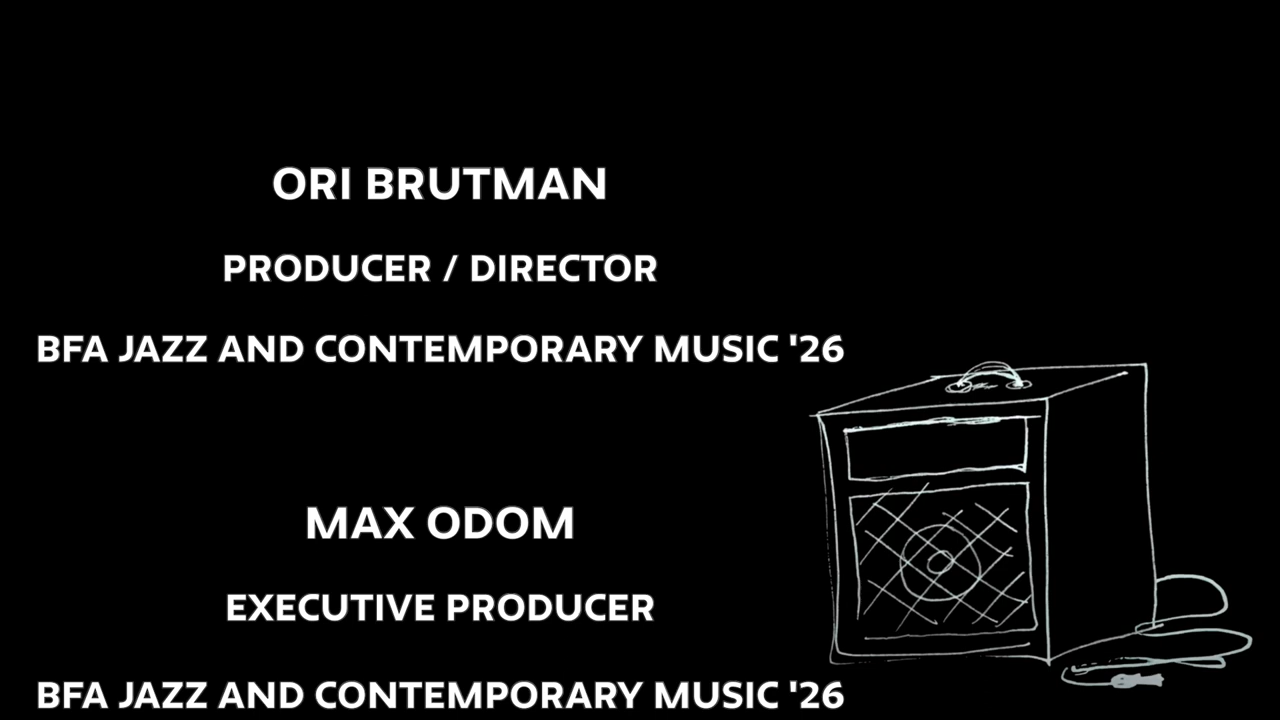 ORI BRUTMAN
PRODUCER / DIRECTOR
BFA JAZZ AND CONTEMPORARY MUSIC '26
MAX ODOM
EXECUTIVE PRODUCER
BFA JAZZ AND CONTEMPORARY MUSIC '26